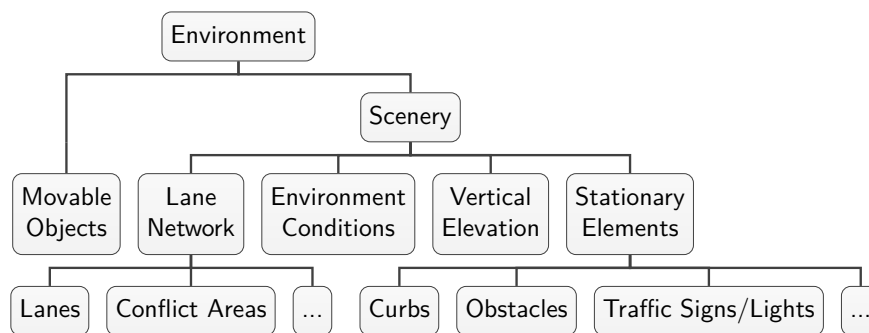 Environment
Scenery
Movable
Objects
Lane
Network
Environment
Conditions
Vertical
Elevation
Stationary
Elements
Lanes
Conflict Areas
...
Curbs
Obstacles
Traffic Signs/Lights
...